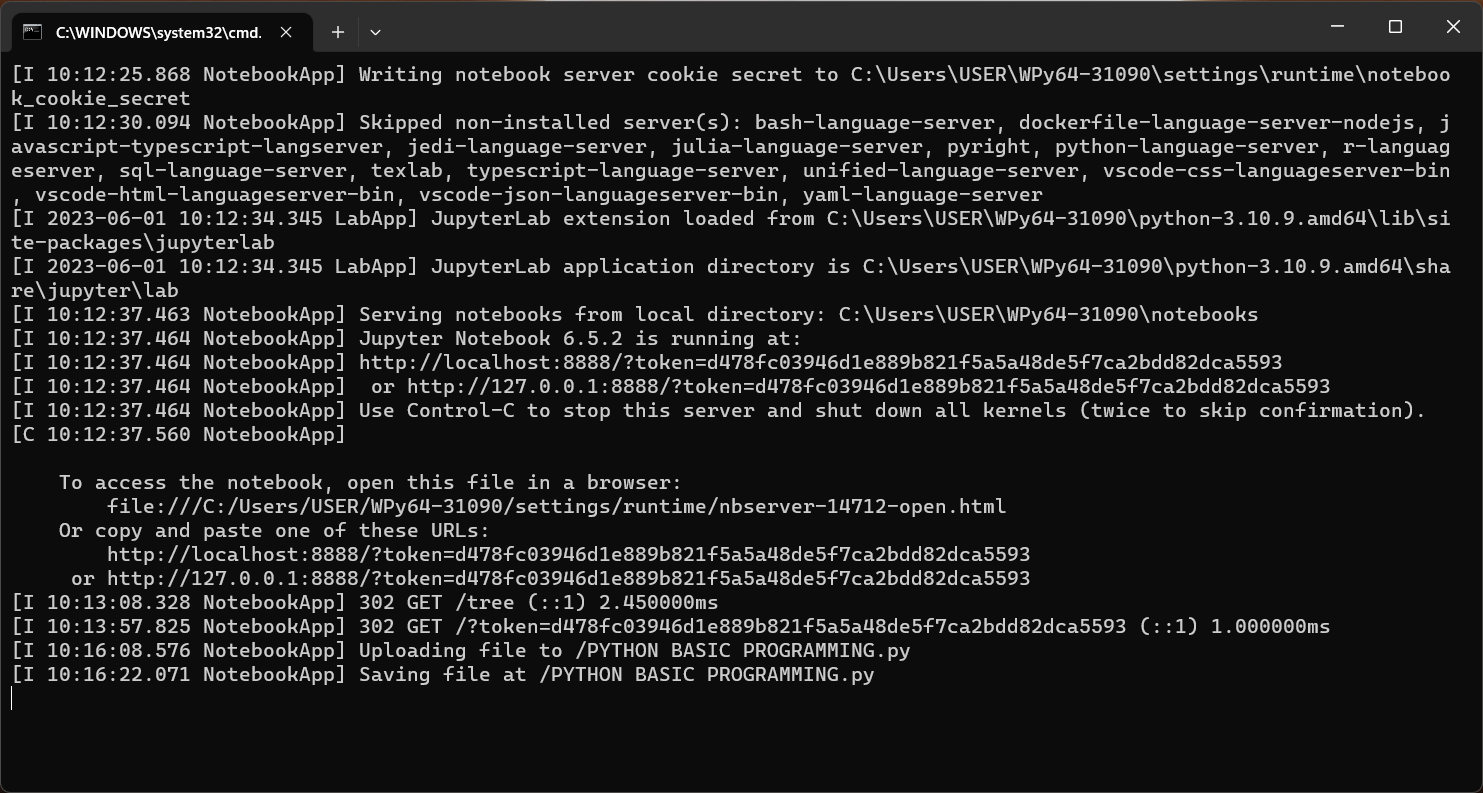 C:\WINDOWS\system32\cmd.
[I 10:12:25.868 NotebookApp] Writing notebook server cookie secret to C:\Users\USER\WPy64-31090\settings\runtime\noteboo
k_cookie_secret
[I 10:12:30.094 NotebookApp] Skipped non-installed server(s): bash-language-server, dockerfile-language-server-nodejs, j
avascript-typescript-langserver, jedi-language-server, julia-language-server, pyright, python-language-server, r-languag
eserver, sql-language-server, texlab, typescript-language-server, unified-language-server, vscode-css-languageserver-bin
, vscode-html-languageserver-bin, vscode-json-languageserver-bin, yaml-language-server
[I 2023-06-01 10:12:34.345 LabApp] JupyterLab extension loaded from C:\Users\USER\WPy64-31090\python-3.10.9.amd64\lib\si
te-packages\jupyterlab
[I 2023-06-01 10:12:34.345 LabApp] JupyterLab application directory is C:\Users\USER\WPy64-31090\python-3.10.9.amd64\sha
re\jupyter\lab
[I 10:12:37.463 NotebookApp] Serving notebooks from local directory: C:\Users\USER\WPy64-31090\notebooks
[I 10:12:37.464 NotebookApp] Jupyter Notebook 6.5.2 is running at:
[I 10:12:37.464 NotebookApp] http://localhost:8888/?token=d478fc03946d1e889b821f5a5a48de5f7ca2bdd82dca5593
[I 10:12:37.464 NotebookApp]  or http://127.0.0.1:8888/?token=d478fc03946d1e889b821f5a5a48de5f7ca2bdd82dca5593
[I 10:12:37.464 NotebookApp] Use Control-C to stop this server and shut down all kernels (twice to skip confirmation).
[C 10:12:37.560 NotebookApp]
To access the notebook, open this file in a browser:
file:///C:/Users/USER/WPy64-31090/settings/runtime/nbserver-14712-open.html
Or copy and paste one of these URLs:
http://localhost:8888/?token=d478fc03946d1e889b821f5a5a48de5f7ca2bdd82dca5593
or http://127.0.0.1:8888/?token=d478fc03946d1e889b821f5a5a48de5f7ca2bdd82dca5593
[I 10:13:08.328 NotebookApp] 302 GET /tree (::1) 2.450000ms
[I 10:13:57.825 NotebookApp] 302 GET /?token=d478fc03946d1e889b821f5a5a48de5f7ca2bdd82dca5593 (::1) 1.000000ms
[I 10:16:08.576 NotebookApp] Uploading file to /PYTHON BASIC PROGRAMMING.py
[I 10:16:22.071 NotebookApp] Saving file at /PYTHON BASIC PROGRAMMING.py